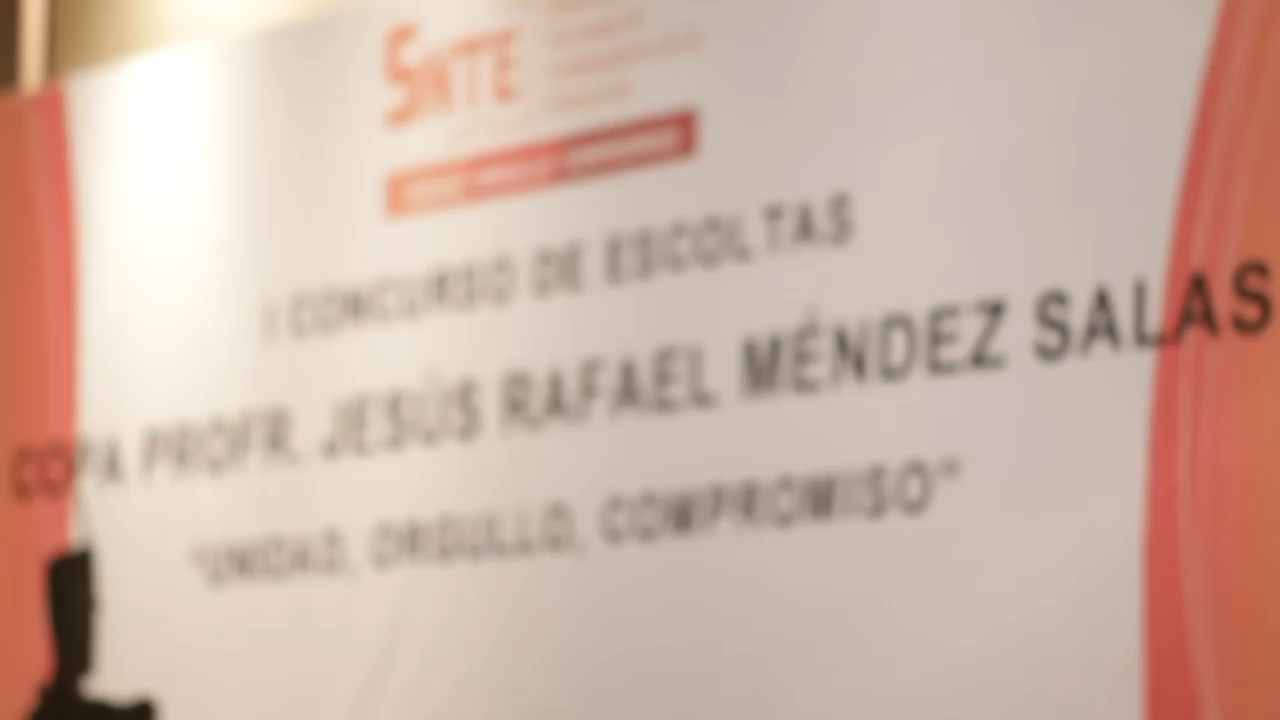 SNTE
I CONCURSO DE ESCOLTAS
COPA PROFR. JESÚS RAFAEL MÉNDEZ SALAS
"UNIDAD, ORGULLO, COMPROMISO"